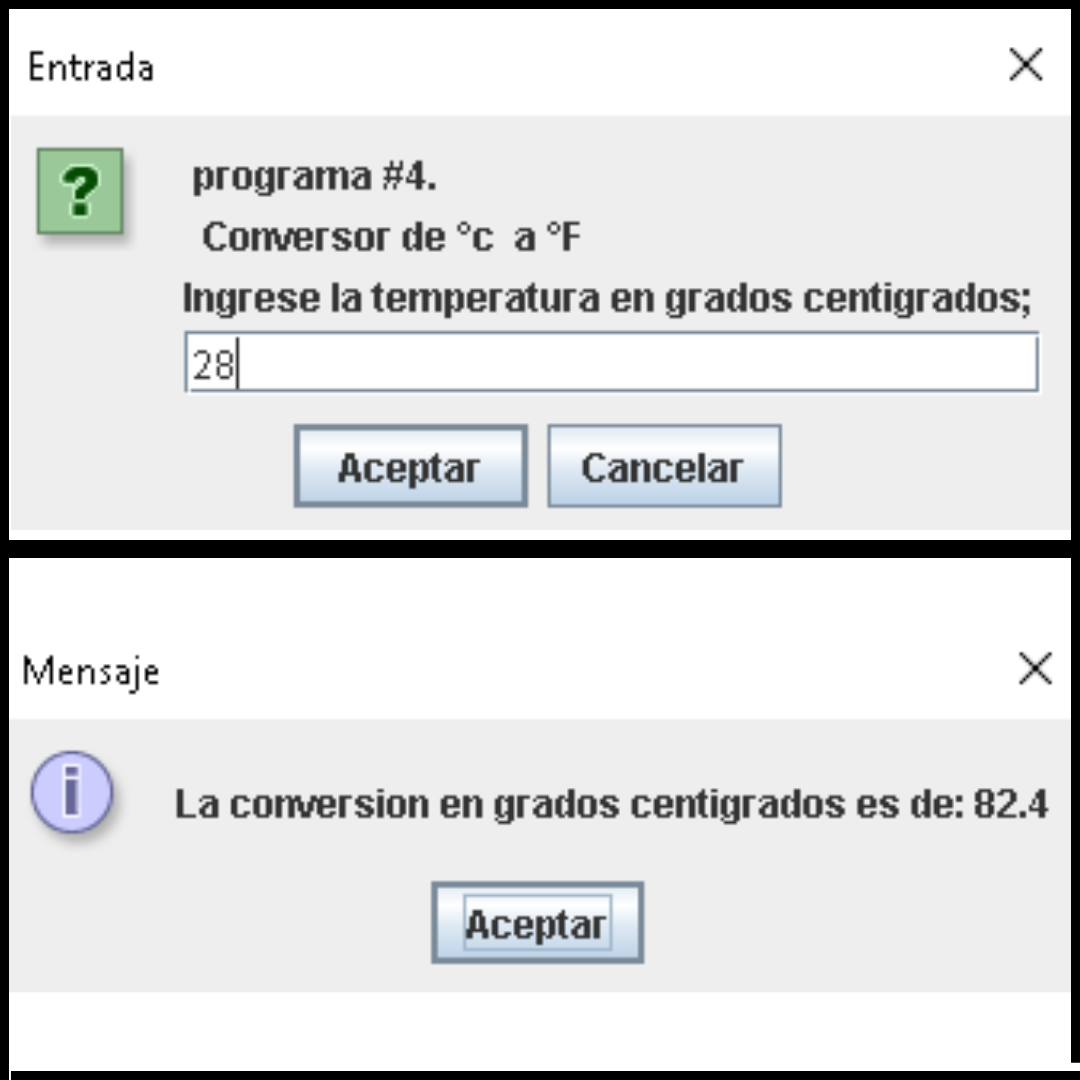 Entrada
programa #4.
Conversor de °c a °F
Ingrese la temperatura en grados centigrados;
28
Aceptar Cancelar
Mensaje
La conversion en grados centigrados es de: 82.4
Aceptar